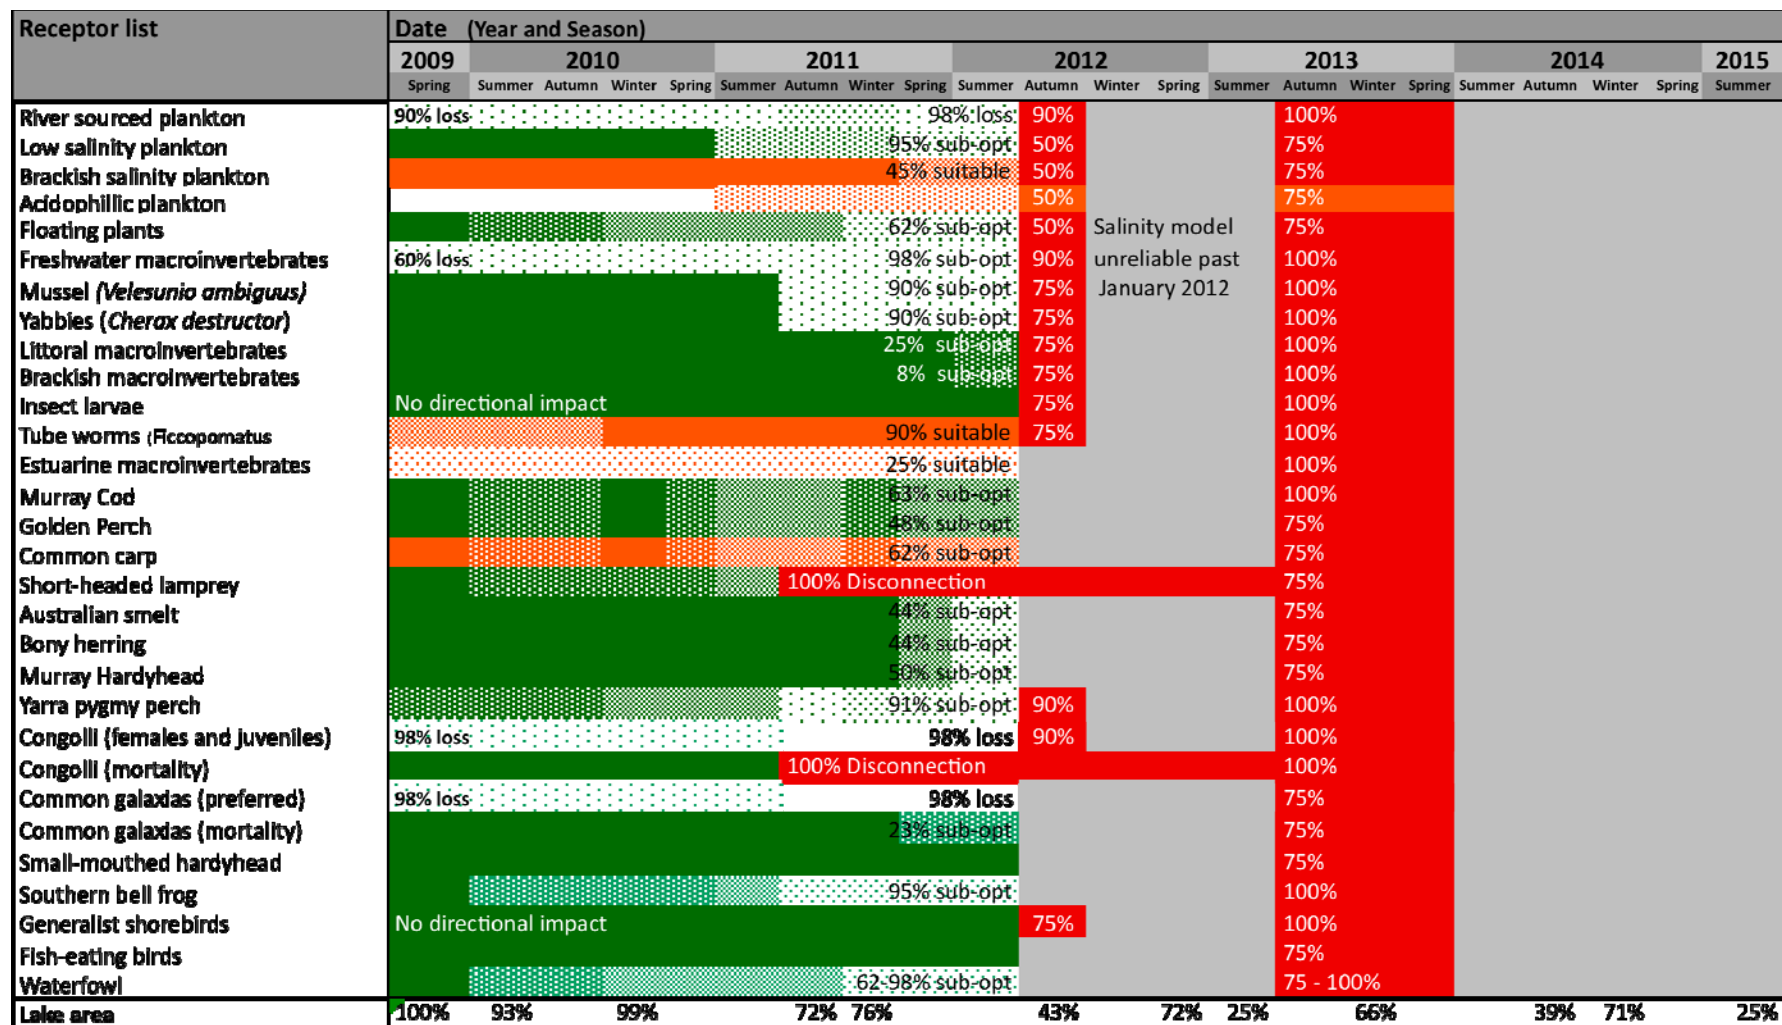 Receptor list Date (Year and Season)
2009 2010 2011 2012 2013 2014 2015
Spring Summer Autumn Winter Spring Summer Autumn Winter Spring Summer Autumn Winter Spring Summer Autumn Winter Spring Summer Autumn Winter Spring Summer
River sourced plankton 90% loss 98% loss 90% 100%
Low salinity plankton 95% sub-opt 50% 75%
Brackish salinity plankton 45% suitable 50% 75%
Acidophillic plankton 50% 75%
Floating plants 62% sub-opt 50% Salinity model 75%
Freshwater macroinvertebrates 60% loss 98% sub-opt 90% unreliable past 100%
Mussel (Velesunio ambiguus) 90% sub-opt 75% January 2012 100%
Yabbies (Cherax destructor) 90% sub-opt 75% 100%
Littoral macroinvertebrates 25% sub-opt 75% 100%
Brackish macroinvertebrates 8% sub-opt 75% 100%
Insect larvae No directional impact 75% 100%
Tube worms (Ficcopomatus 90% suitable 75% 100%
Estuarine macroinvertebrates 25% suitable 100%
Murray Cod 63% sub-opt 100%
Golden Perch 48% sub-opt 75%
Common carp 62% sub-opt 75%
Short-headed lamprey 100% Disconnection 75%
Australian smelt 44% sub-opt 75%
Bony herring 44% sub-opt 75%
Murray Hardyhead 50% sub-opt 75%
Yarra pygmy perch 91% sub-opt 90% 100%
Congolli (females and juveniles) 98% loss 98% loss 90% 100%
Congolli (mortality) 100% Disconnection 100%
Common galaxias (preferred) 98% loss 98% loss 75%
Common galaxias (mortality) 23% sub-opt 75%
Small-mouthed hardyhead 75%
Southern bell frog 95% sub-opt 100%
Generalist shorebirds No directional impact 75% 100%
Fish-eating birds 75%
Waterfowl 62-98% sub-opt 75 - 100%
Lake area 100% 93% 99% 72% 76% 43% 72% 25% 66% 39% 71% 25%